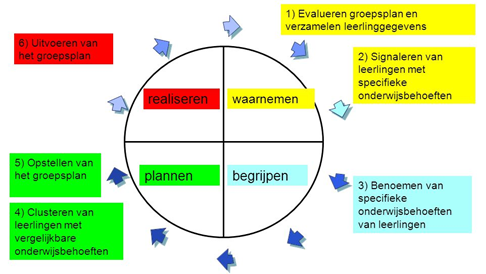 1) Evalueren groepsplan en
verzamelen leerlinggegevens
2) Signaleren van
leerlingen met
specifieke
onderwijsbehoeften
3) Benoemen van
specifieke
onderwijsbehoeften
van leerlingen
4) Clusteren van
leerlingen met
vergelijkbare
onderwijsbehoeften
5) Opstellen van
het groepsplan
6) Uitvoeren van
het groepsplan
realiseren
waarnemen
plannen
begrijpen